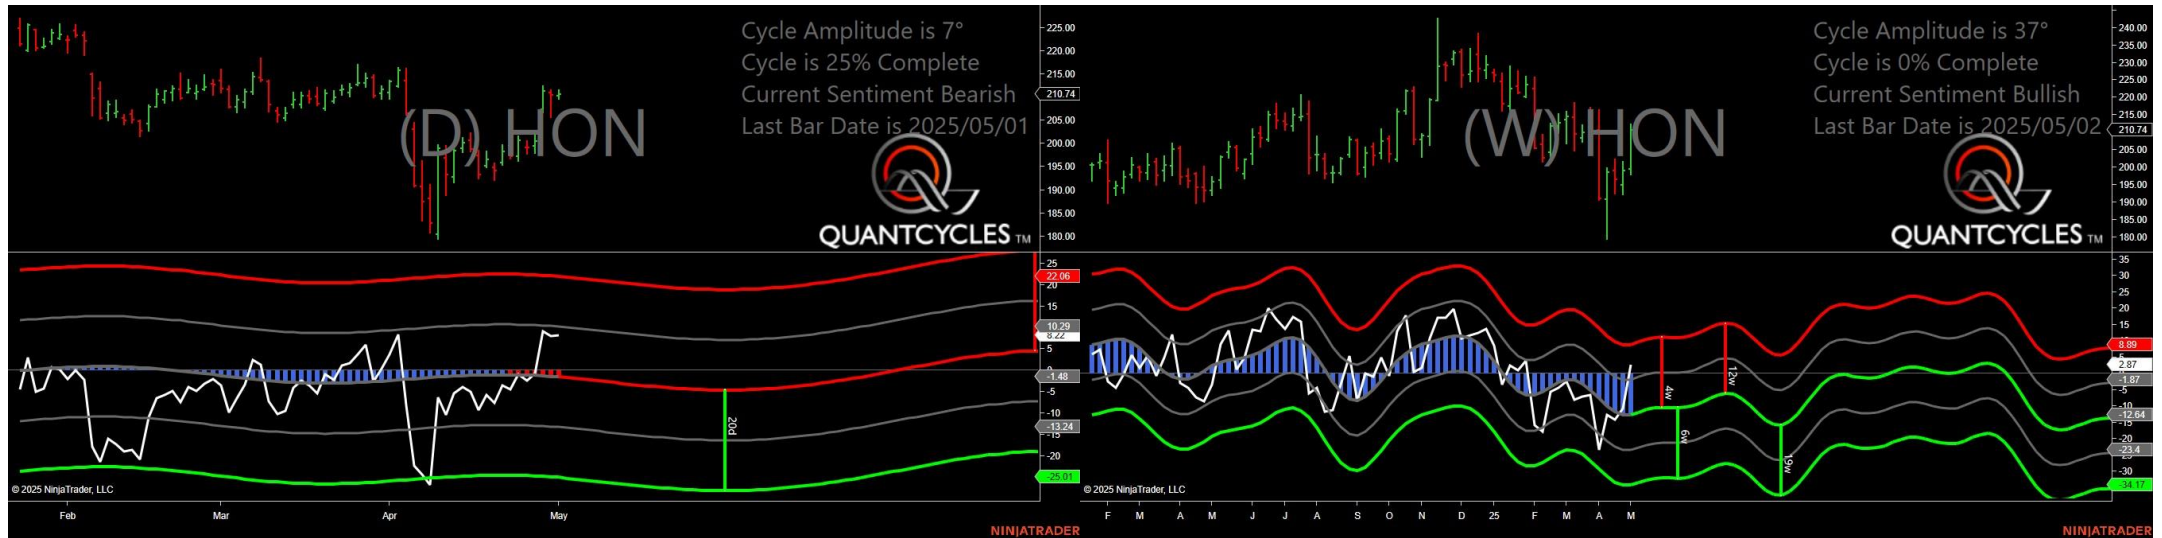 Cycle Amplitude is 7°
Cycle is 25% Complete
Current Sentiment Bearish
Last Bar Date is 2025/05/01
(D) HON
QUANTCYCLES TM
225.00
220.00
215.00
210.74
205.00
200.00
195.00
190.00
185.00
180.00
25
22.06
20
15
10.29
8.22
5
-1.48
-5
-10
-13.24
-15
-20
-25.01
20d
© 2025 NinjaTrader, LLC
Feb Mar Apr May
NINJATRADER
Cycle Amplitude is 37°
Cycle is 0% Complete
Current Sentiment Bullish
Last Bar Date is 2025/05/02
(W) HON
QUANTCYCLES TM
240.00
235.00
230.00
225.00
220.00
215.00
210.74
205.00
200.00
195.00
190.00
185.00
180.00
35
30
25
20
15
8.89
5
2.87
-1.87
-5
-12.64
-15
-20
-23.4
-30
-34.17
4w
12w
6w
19w
© 2025 NinjaTrader, LLC
F M A M J J A S O N D 25 F M A M
NINJATRADER